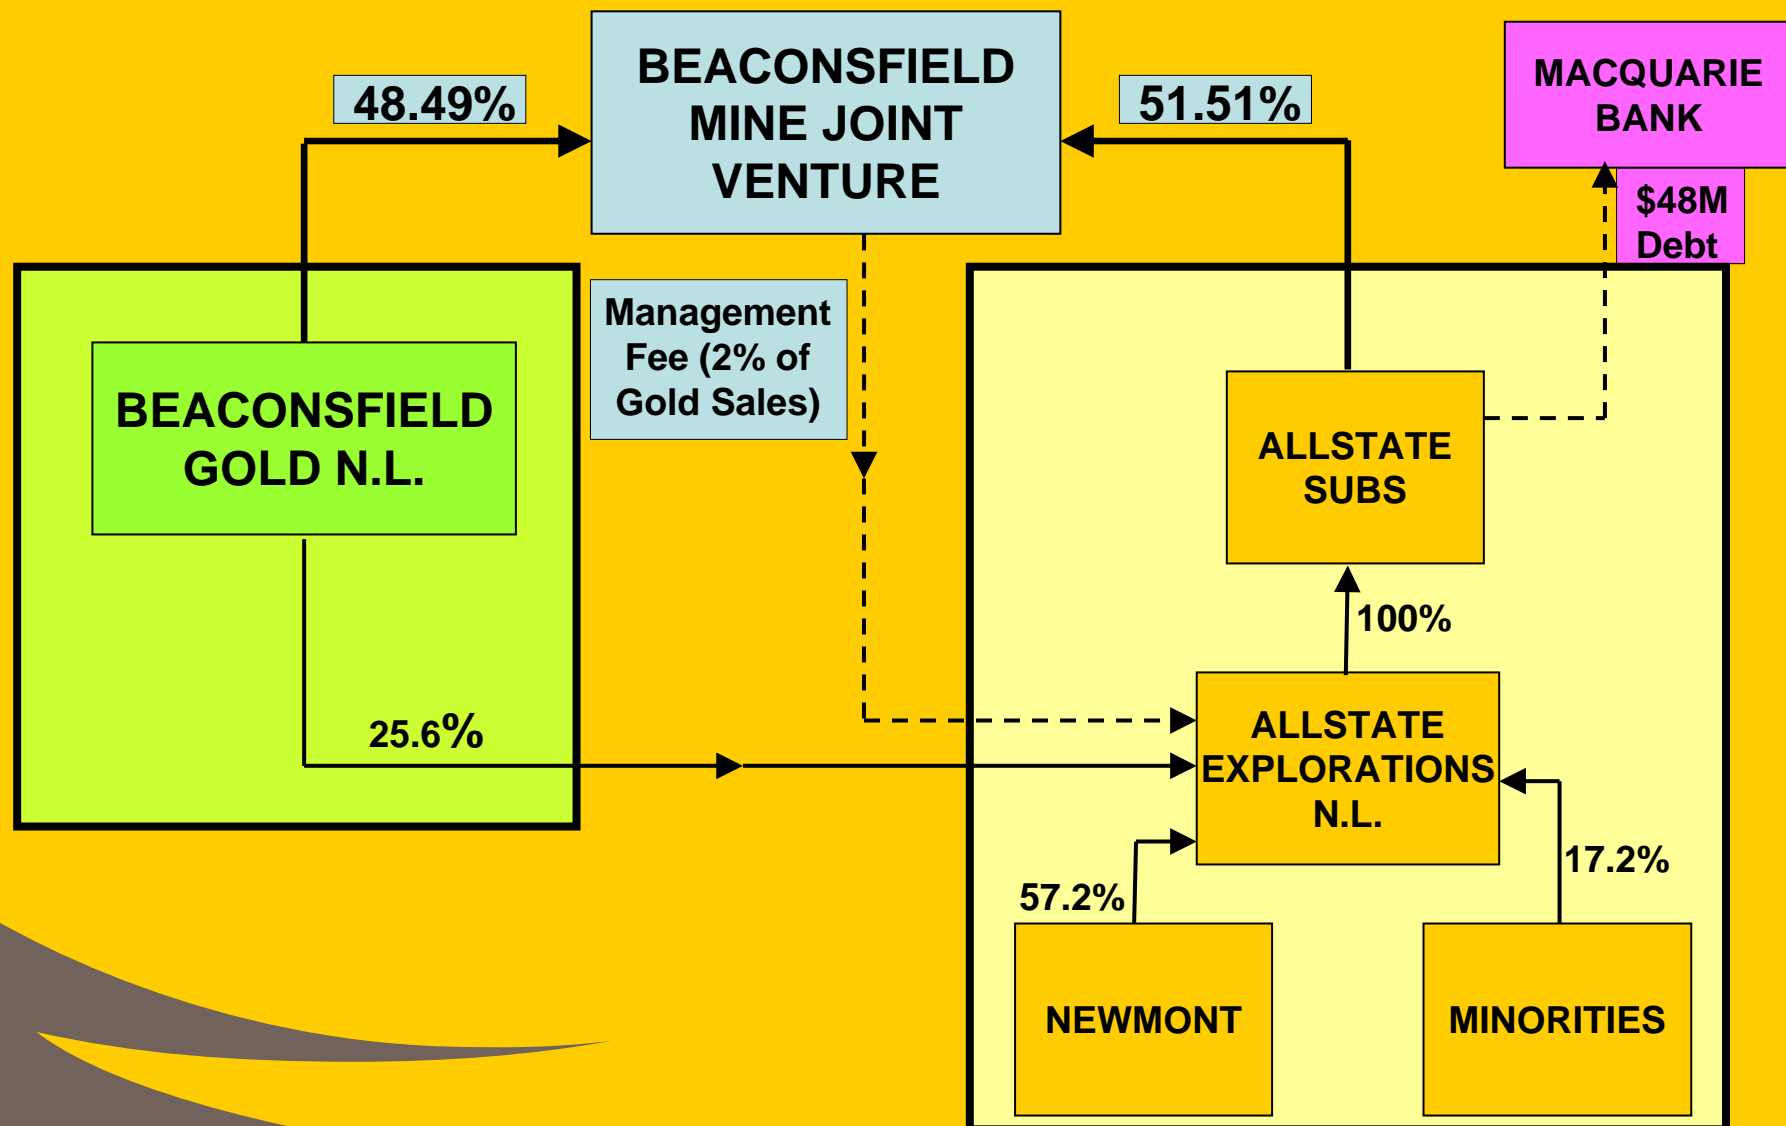 BEACONSFIELD
MINE JOINT
VENTURE
48.49%
51.51%
MACQUARIE
BANK
$48M
Debt
Management
Fee (2% of
Gold Sales)
BEACONSFIELD
GOLD N.L.
ALLSTATE
SUBS
100%
25.6%
ALLSTATE
EXPLORATIONS
N.L.
57.2%
17.2%
NEWMONT
MINORITIES